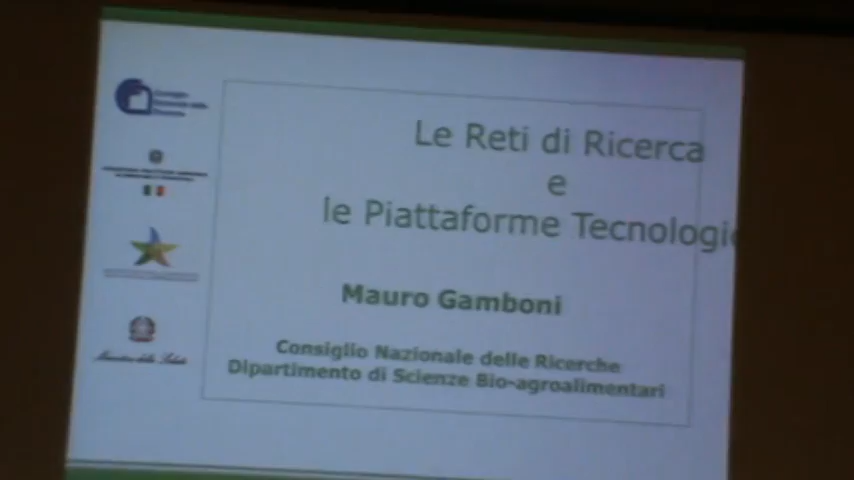 Le Reti di Ricerca
e
le Piattaforme Tecnologi
Mauro Gamboni
Consiglio Nazionale delle Ricerche
Dipartimento di Scienze Bio-agroalimentari